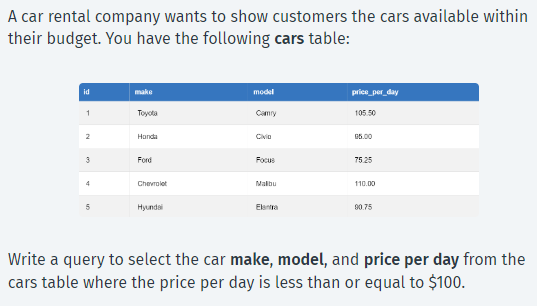 A car rental company wants to show customers the cars available within
their budget. You have the following cars table:
id make model price_per_day
1 Toyota Camry 105.50
2 Honda Civic 95.00
3 Ford Focus 75.25
4 Chevrolet Malibu 110.00
5 Hyundai Elantra 90.75
Write a query to select the car make, model, and price per day from the
cars table where the price per day is less than or equal to $100.